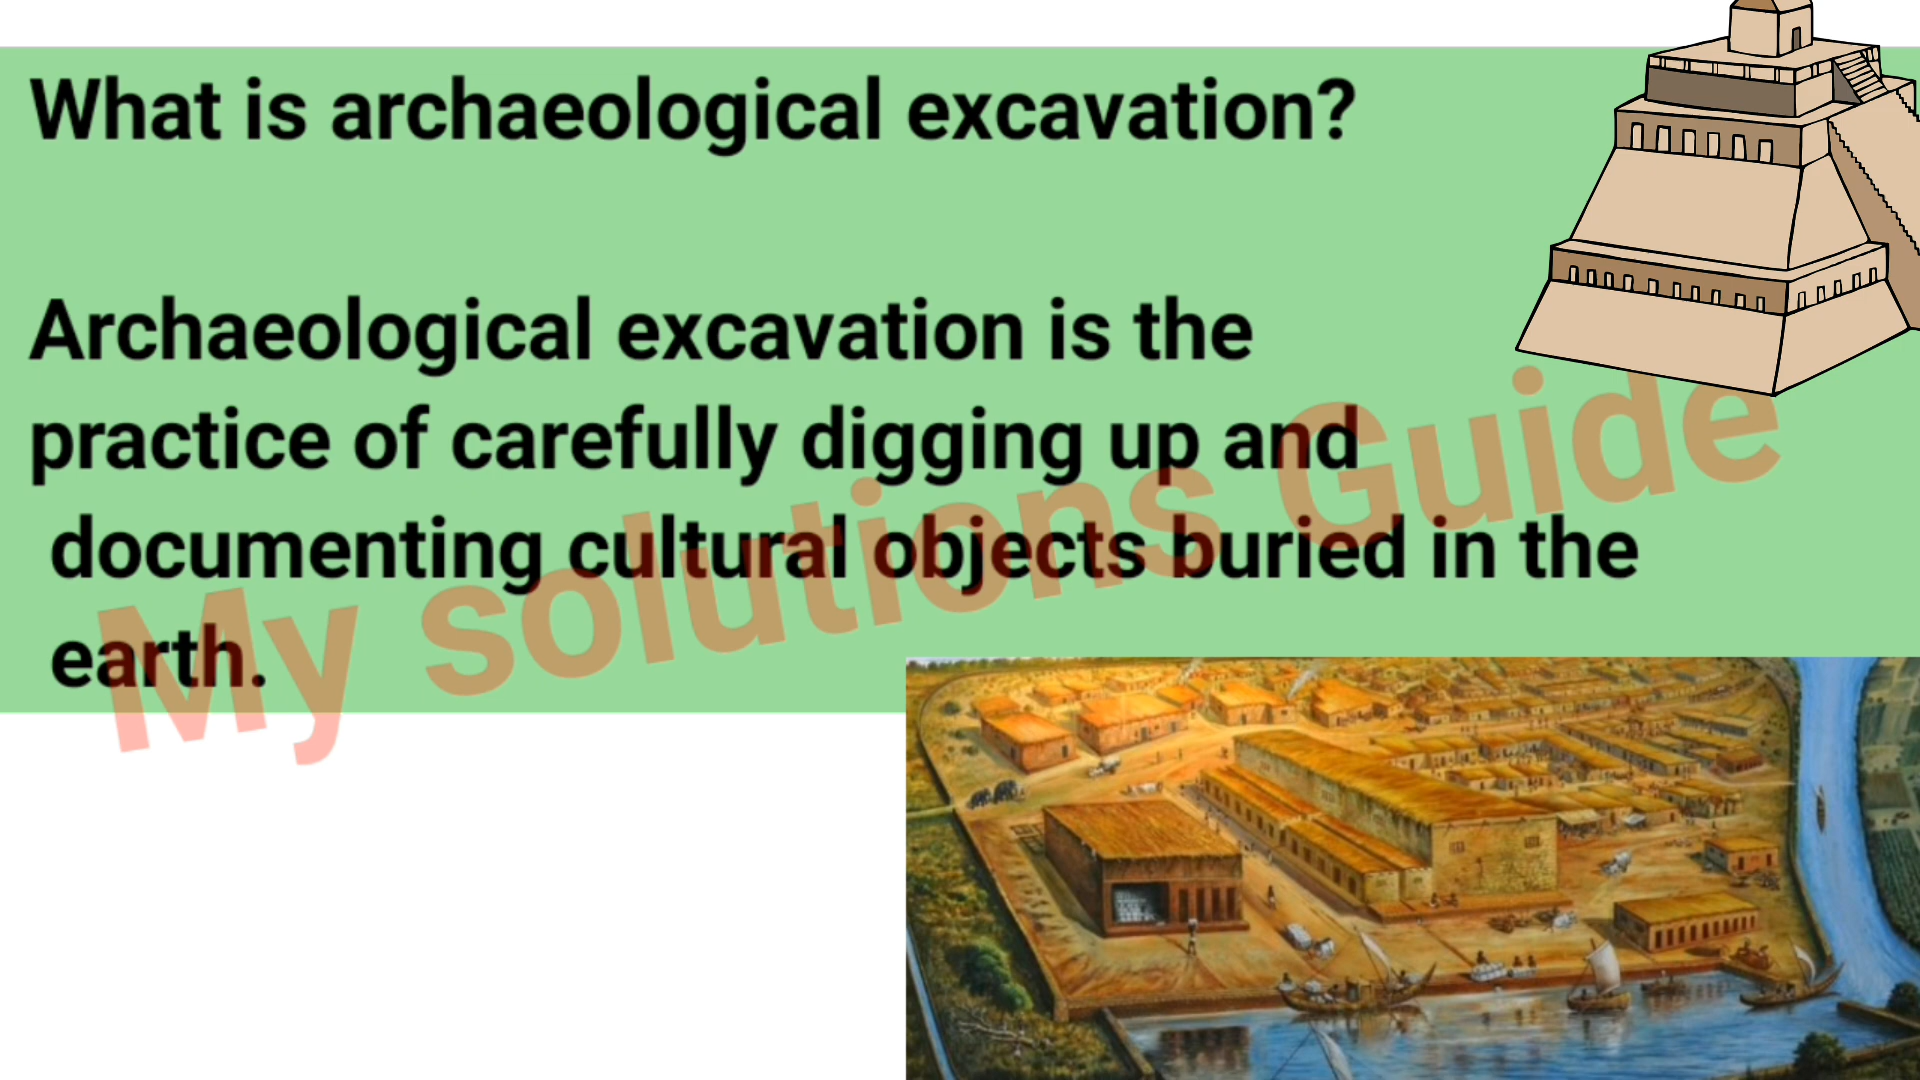 What is archaeological excavation?
Archaeological excavation is the
practice of carefully digging up and
documenting cultural objects buried in the
earth.
My solutions Guide